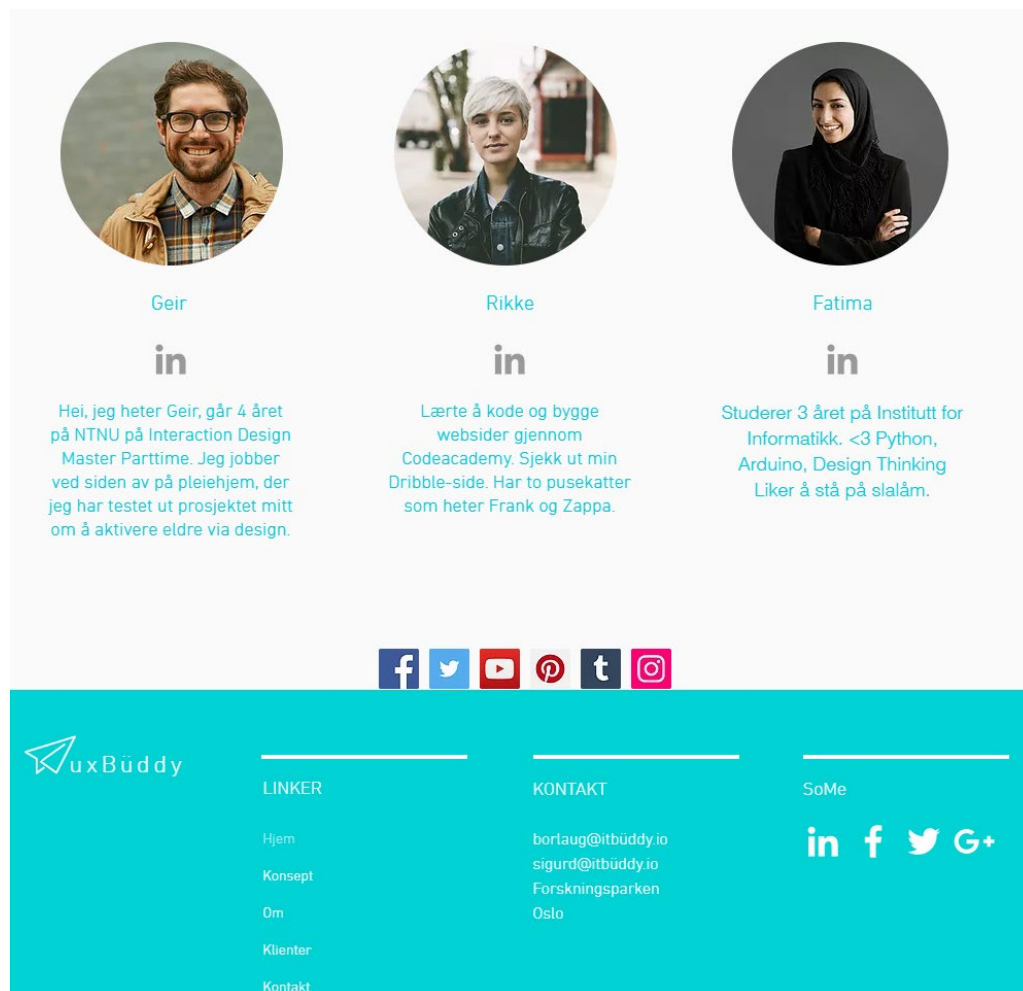 Geir
in
Hei, jeg heter Geir, går 4 året
på NTNU på Interaction Design
Master Parttime. Jeg jobber
ved siden av på pleiehjem, der
jeg har testet ut prosjektet mitt
om å aktivere eldre via design.
Rikke
in
Lærte å kode og bygge
websider gjennom
Codeacademy. Sjekk ut min
Dribble-side. Har to pusekatter
som heter Frank og Zappa.
Fatima
in
Studerer 3 året på Institutt for
Informatikk. <3 Python,
Arduino, Design Thinking
Liker å stå på slalåm.
uxBüddy
LINKER
Hjem
Konsept
Om
Klienter
Kontakt
KONTAKT
borlaug@itbüddy.io
sigurd@itbüddy.io
Forskningsparken
Oslo
SoMe
in f G+